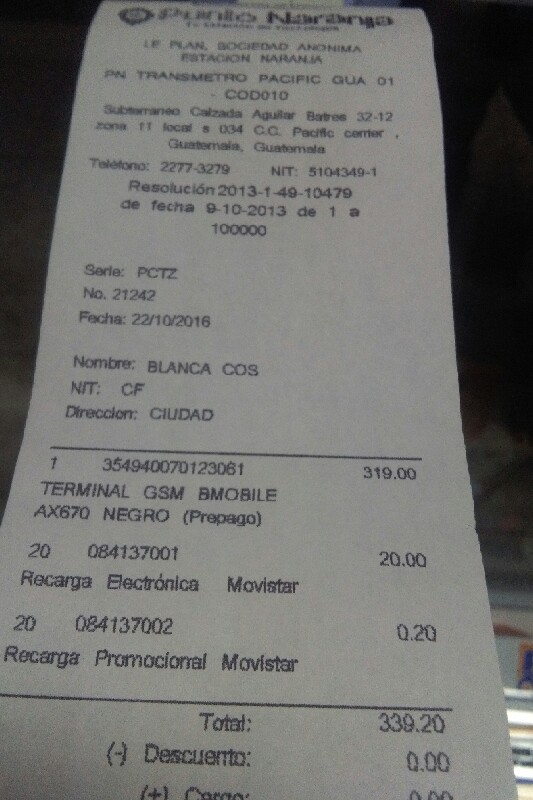 Punto Naranja
LE PLAN, SOCIEDAD ANONIMA
ESTACION NARANJA
PN TRANSMETRO PACIFIC GUA 01
- COD010
Subterraneo Calzada Aguilar Batres 32-12
zona 11 local s 034 C.C. Pacific center ,
Guatemala, Guatemala
Teléfono: 2277-3279 NIT: 5104349-1
Resolución 2013-1-49-10479
de fecha 9-10-2013 de 1 a
100000
Serie: PCTZ
No. 21242
Fecha: 22/10/2016
Nombre: BLANCA COS
NIT: CF
Direccion: CIUDAD
1 354940070123061 319.00
TERMINAL GSM BMOBILE
AX670 NEGRO (Prepago)
20 084137001 20.00
Recarga Electrónica Movistar
20 084137002 0.20
Recarga Promocional Movistar
Total: 339.20
(-) Descuento: 0.00
(+) Cargo: 0.00